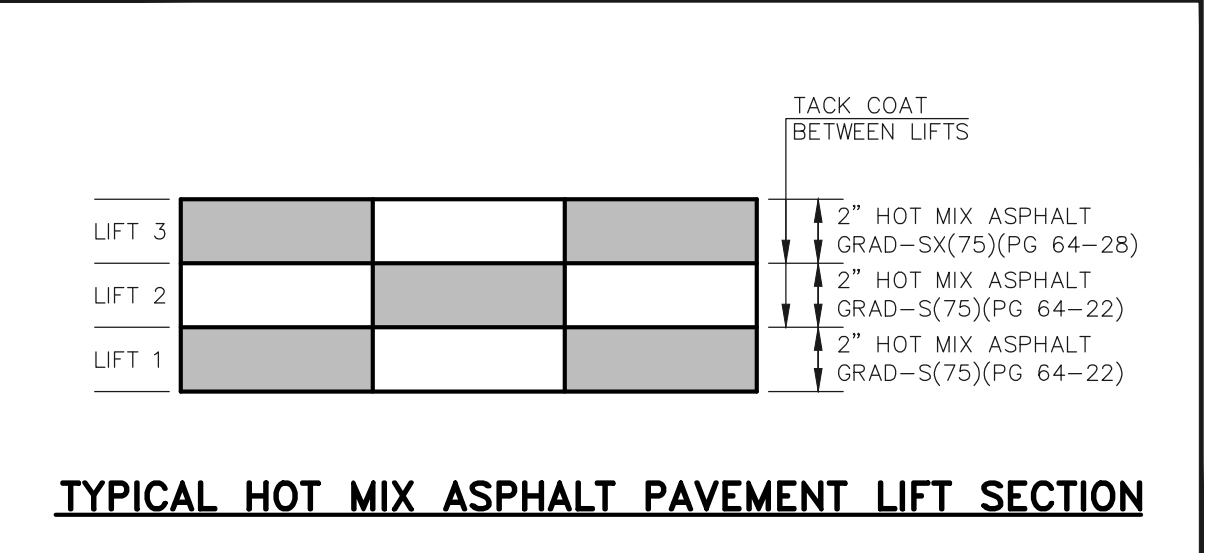 TACK COAT
BETWEEN LIFTS
LIFT 3
2” HOT MIX ASPHALT
GRAD-SX(75)(PG 64-28)
LIFT 2
2” HOT MIX ASPHALT
GRAD-S(75)(PG 64-22)
LIFT 1
2” HOT MIX ASPHALT
GRAD-S(75)(PG 64-22)
TYPICAL HOT MIX ASPHALT PAVEMENT LIFT SECTION